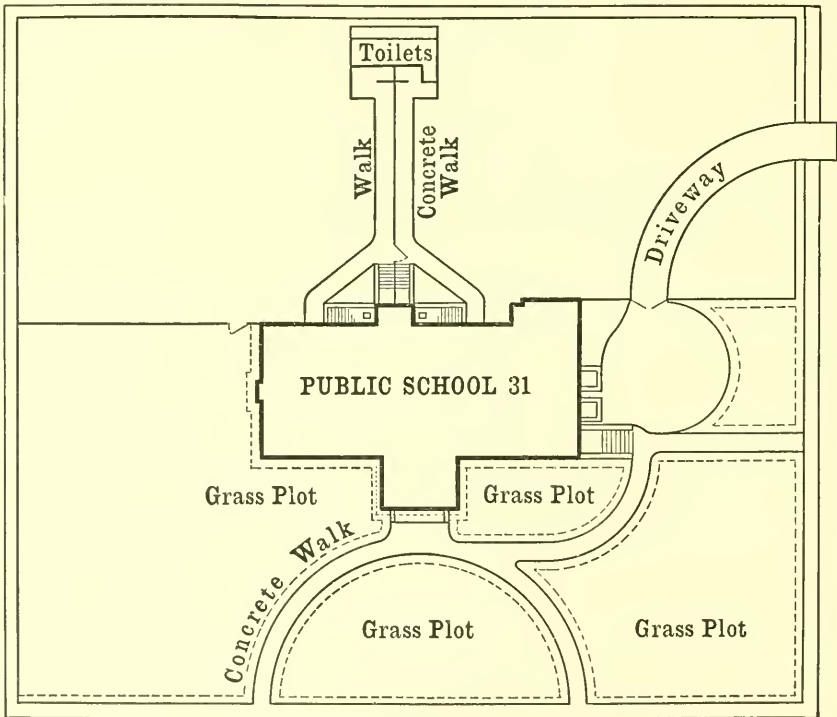 Toilets
Walk
Concrete
Walk
Driveway
PUBLIC SCHOOL 31
Grass Plot
Grass Plot
Concrete Walk
Grass Plot
Grass Plot